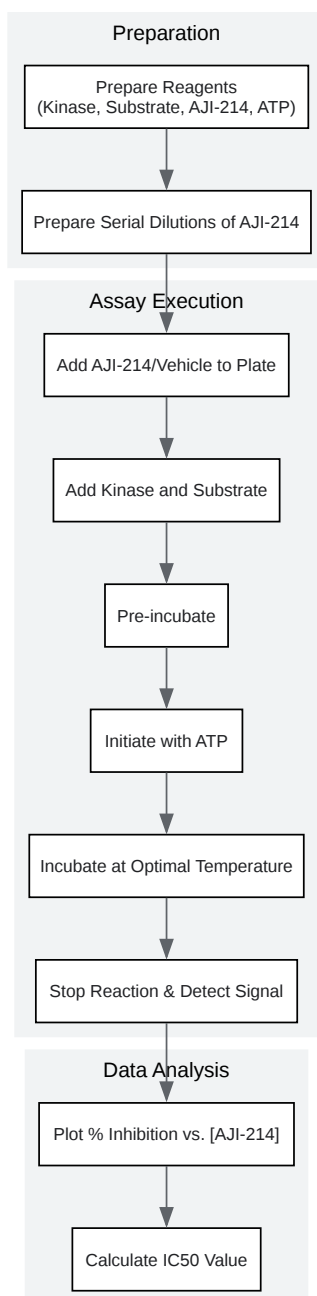 Preparation
Prepare Reagents
(Kinase, Substrate, AJI-214, ATP)
Prepare Serial Dilutions of AJI-214
Assay Execution
Add AJI-214/Vehicle to Plate
Add Kinase and Substrate
Pre-incubate
Initiate with ATP
Incubate at Optimal Temperature
Stop Reaction & Detect Signal
Data Analysis
Plot % Inhibition vs. [AJI-214]
Calculate IC50 Value